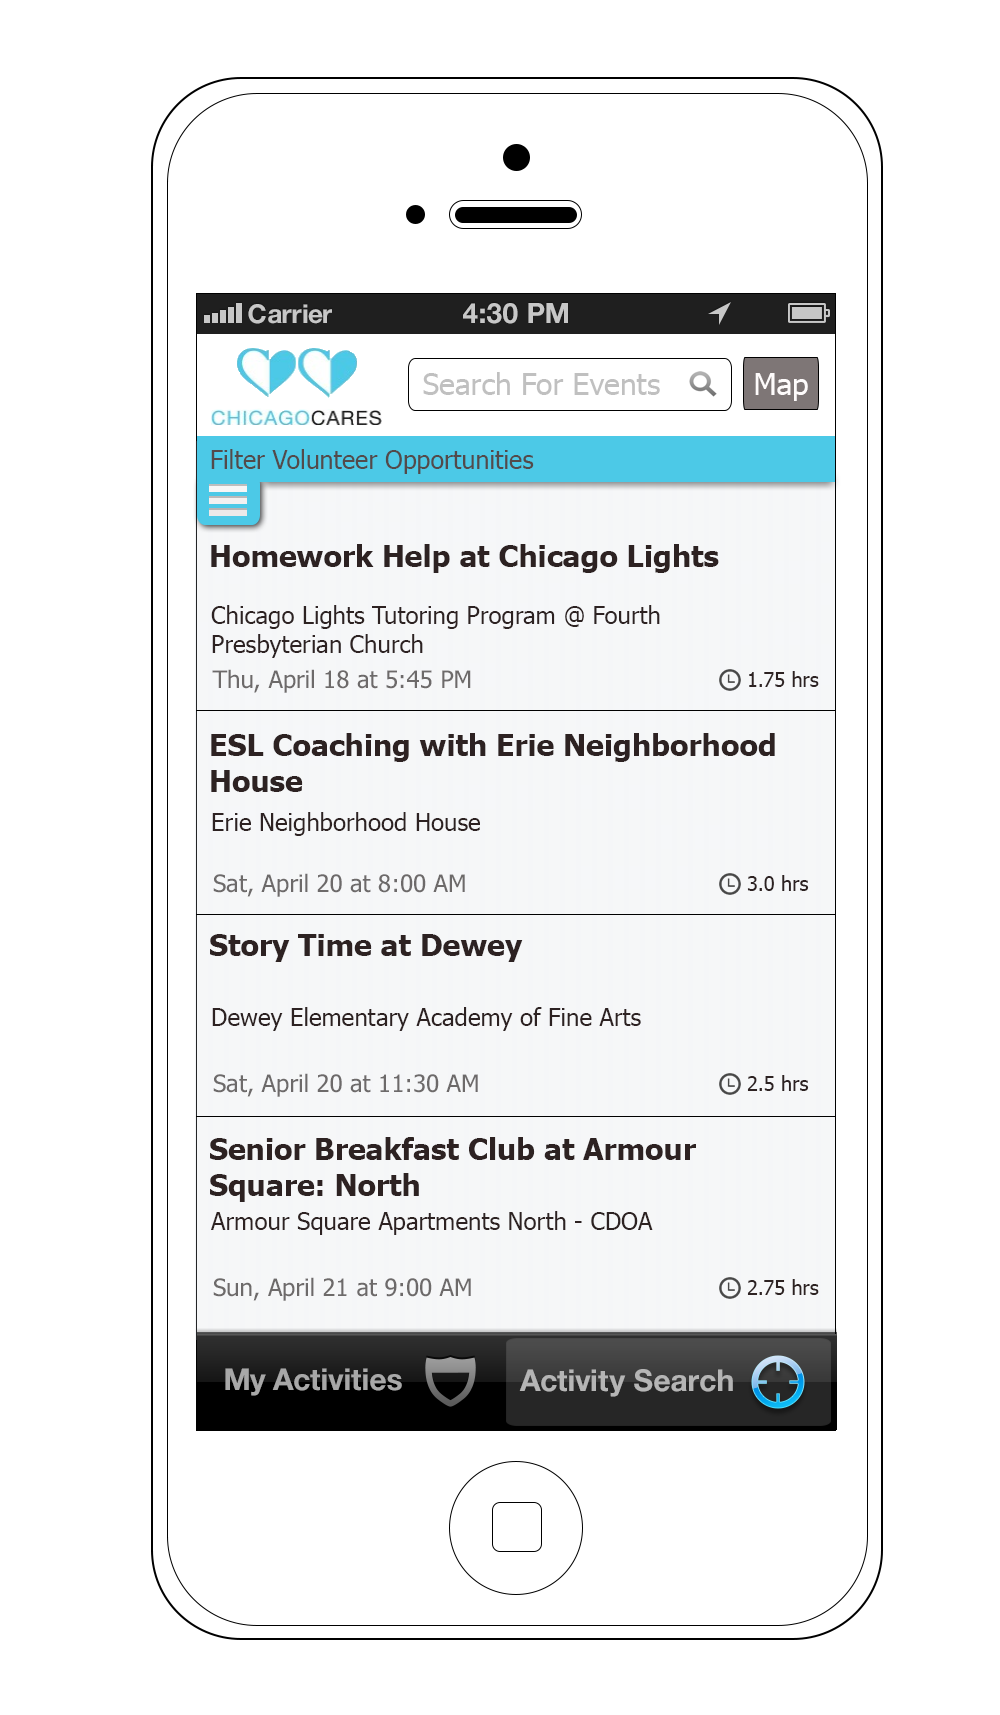 Carrier 4:30 PM
CHICAGOCARES
Search For Events
Map
Filter Volunteer Opportunities
Homework Help at Chicago Lights
Chicago Lights Tutoring Program @ Fourth
Presbyterian Church
Thu, April 18 at 5:45 PM 1.75 hrs
ESL Coaching with Erie Neighborhood
House
Erie Neighborhood House
Sat, April 20 at 8:00 AM 3.0 hrs
Story Time at Dewey
Dewey Elementary Academy of Fine Arts
Sat, April 20 at 11:30 AM 2.5 hrs
Senior Breakfast Club at Armour
Square: North
Armour Square Apartments North - CDOA
Sun, April 21 at 9:00 AM 2.75 hrs
My Activities Activity Search